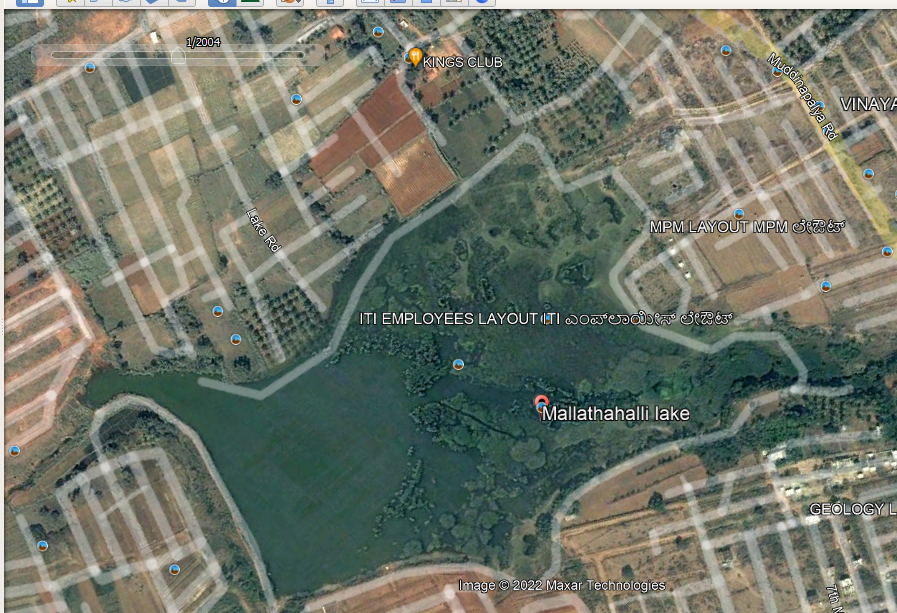 1/2004
KINGS CLUB
Muddinapalya Rd
VINAYA
Lake Rd
MPM LAYOUT MPM ಲೇಔಟ್
ITI EMPLOYEES LAYOUT ITI ಎಂಪ್ಲಾಯೀಸ್ ಲೇಔಟ್
Mallathahalli lake
GEOLOGY L
Image © 2022 Maxar Technologies
7th M